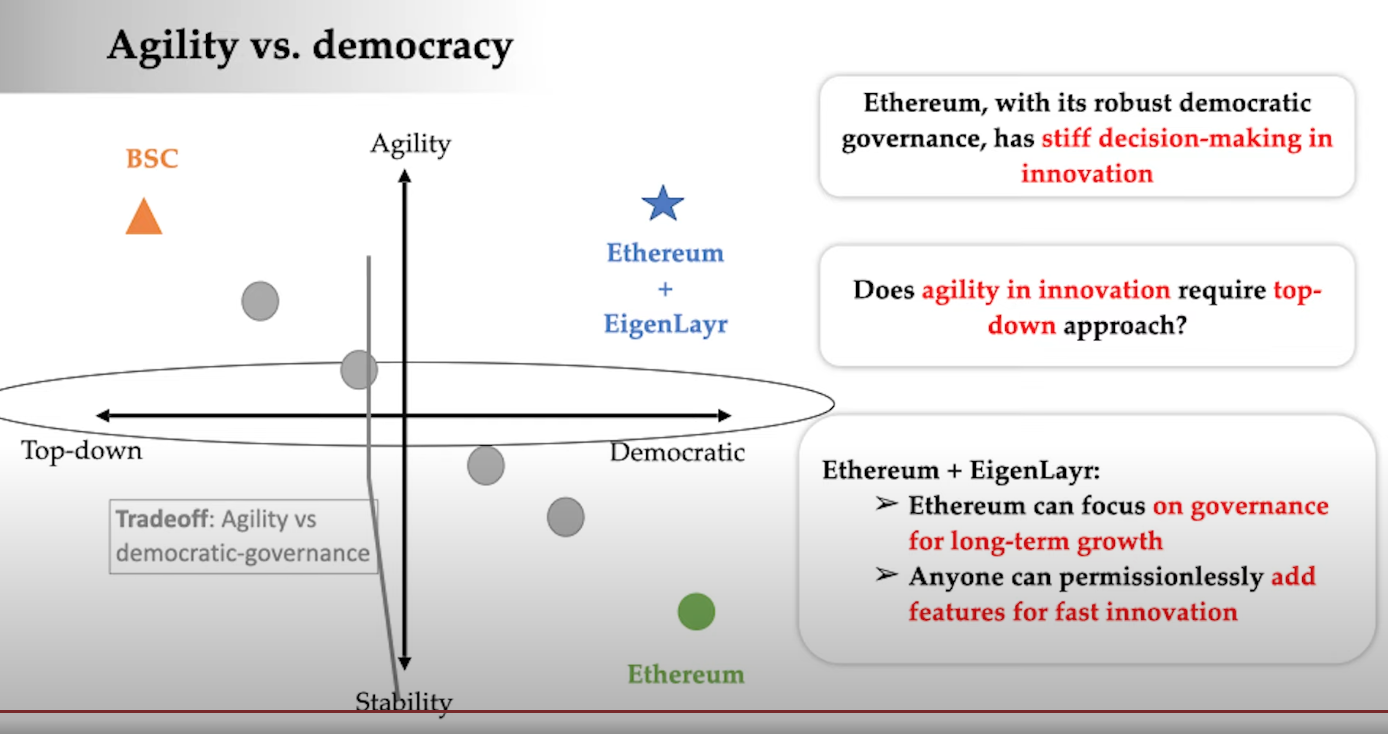 Agility vs. democracy
BSC
Agility
Ethereum
+
EigenLayr
Top-down
Democratic
Tradeoff: Agility vs
democratic-governance
Ethereum
Stability
Ethereum, with its robust democratic
governance, has stiff decision-making in
innovation
Does agility in innovation require top-
down approach?
Ethereum + EigenLayr:
➢ Ethereum can focus on governance
for long-term growth
➢ Anyone can permissionlessly add
features for fast innovation